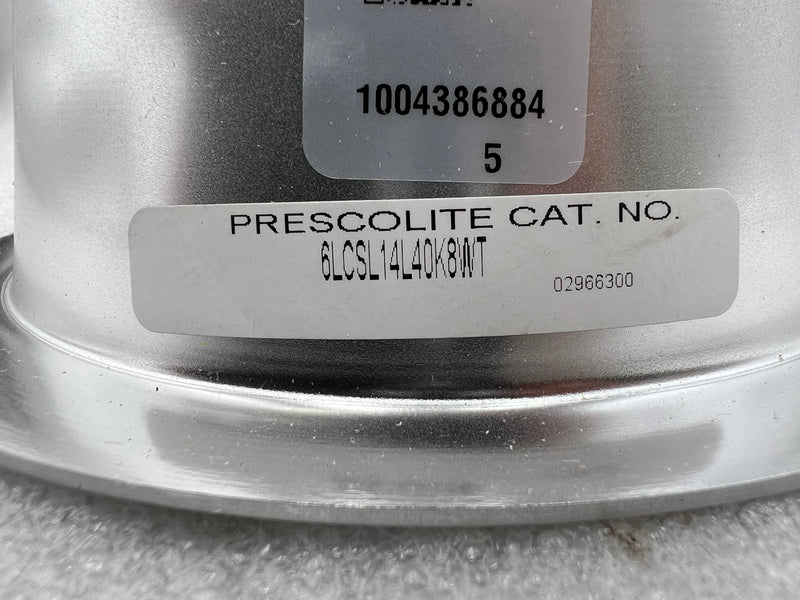 1004386884
5
PRESCOLITE CAT. NO.
6LCSL14L40K8WT
02966300